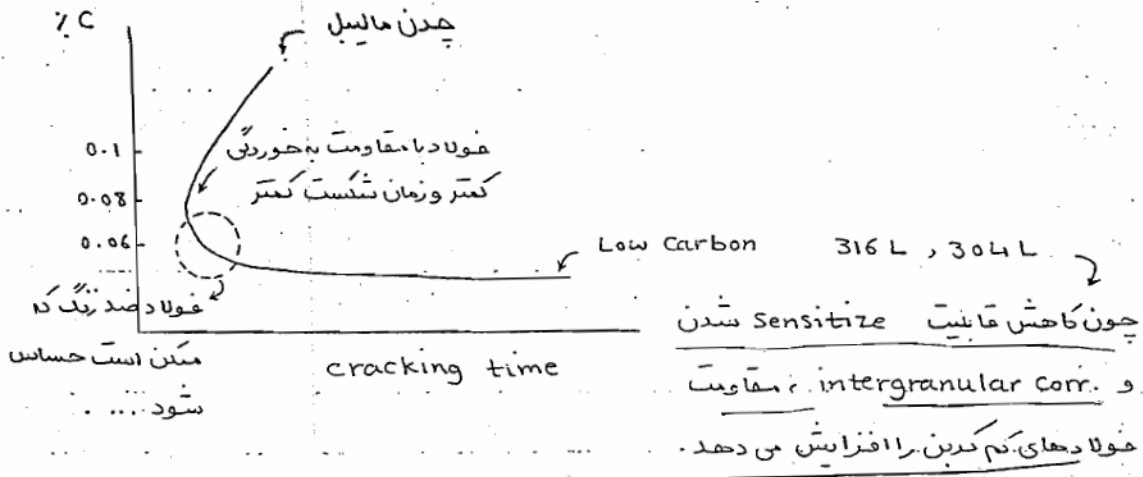 % C
چدن مالیبل
0.1
0.08
0.06
فولاد با مقاومت به خوردگی
کمتر و زمان شکست کمتر
Low Carbon 316 L , 304 L
فولاد ضد زنگ که
ممکن است حساس
شود ....
cracking time
چون کاهش قابلیت Sensitize شدن
و intergranular corr. ، مقاومت
فولادهای کم کربن را افزایش می دهد.